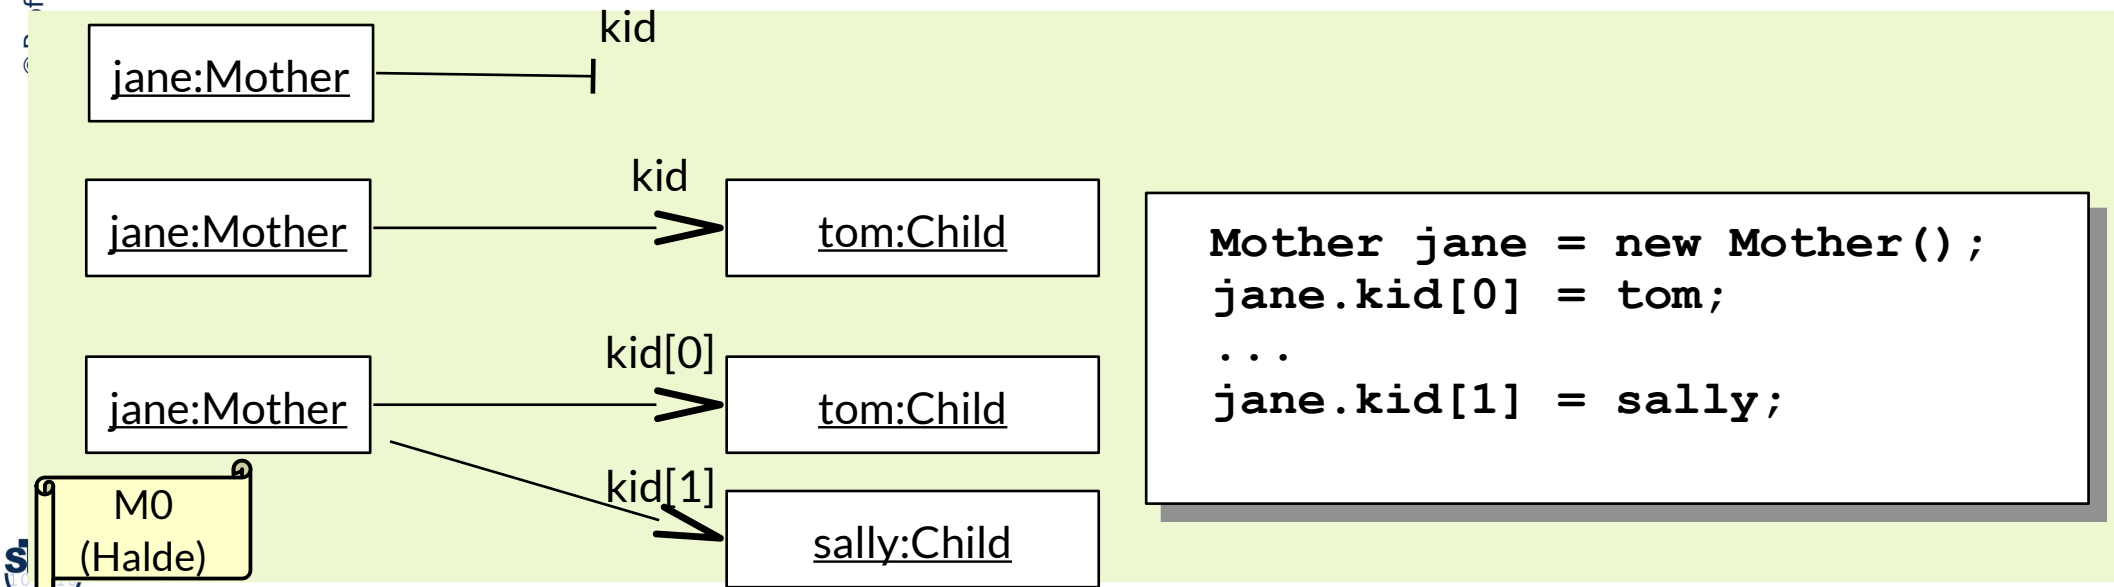 kid
jane:Mother
kid
jane:Mother
tom:Child
kid[0]
jane:Mother
tom:Child
kid[1]
sally:Child
M0
(Halde)
Mother jane = new Mother();
jane.kid[0] = tom;
...
jane.kid[1] = sally;